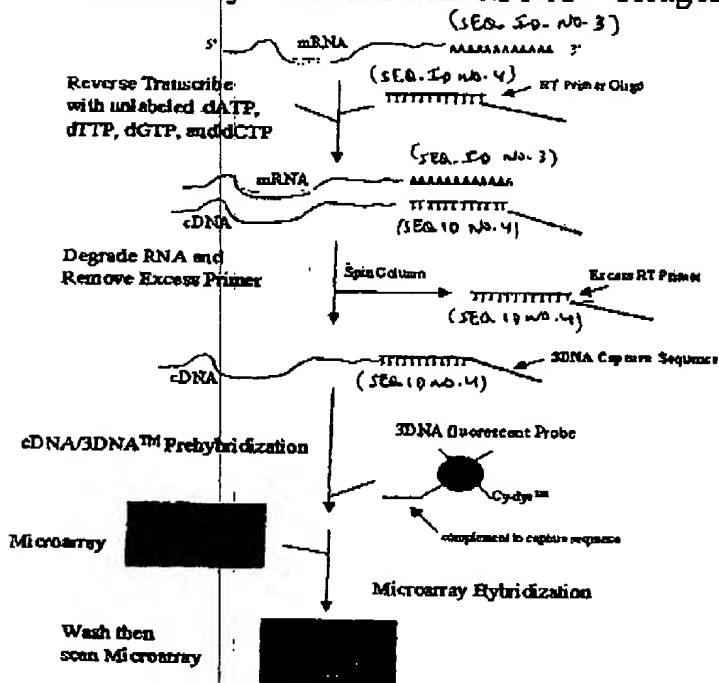 (SEQ. ID. NO. 3)
5' mRNA AAAAAAAAAAA 3'
Reverse Transcribe
with unlabeled dATP,
dTTP, dGTP, and dCTP
(SEQ. ID NO. 4)
RT Primer Oligo
TTTTTTTTTTT
(SEQ. ID NO. 3)
mRNA AAAAAAAAAAA
cDNA TTTTTTTTTTT
(SEQ ID NO. 4)
Degrade RNA and
Remove Excess Primer
Spin Column
Excess RT Primer
TTTTTTTTTTT
(SEQ ID NO. 4)
cDNA TTTTTTTTTTT
3DNA Capture Sequence
(SEQ ID NO. 4)
cDNA/3DNA™ Prehybridization
3DNA fluorescent Probe
Cy-dye™
complement to capture sequence
Microarray
Microarray Hybridization
Wash then
scan Microarray